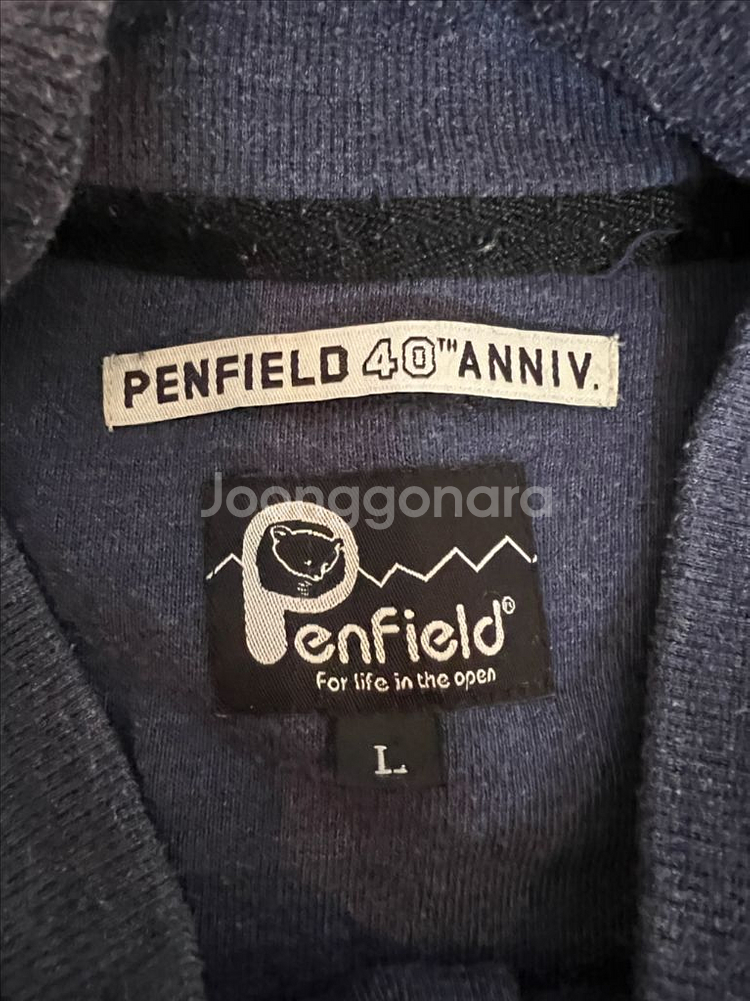 PENFIELD 40TH ANNIV.
Joonggonara
Penfield®
For life in the open
L